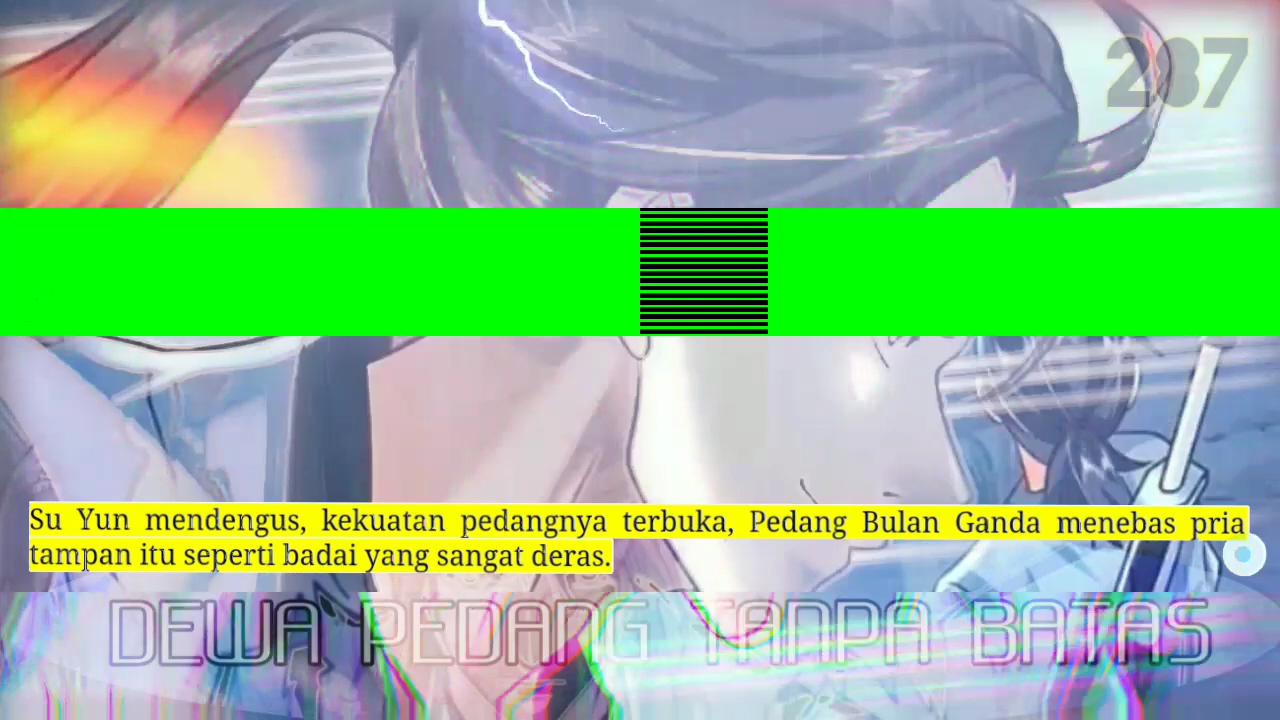 287
Su Yun mendengus, kekuatan pedangnya terbuka, Pedang Bulan Ganda menebas pria
tampan itu seperti badai yang sangat deras.
DEWA PEDANG TANPA BATAS